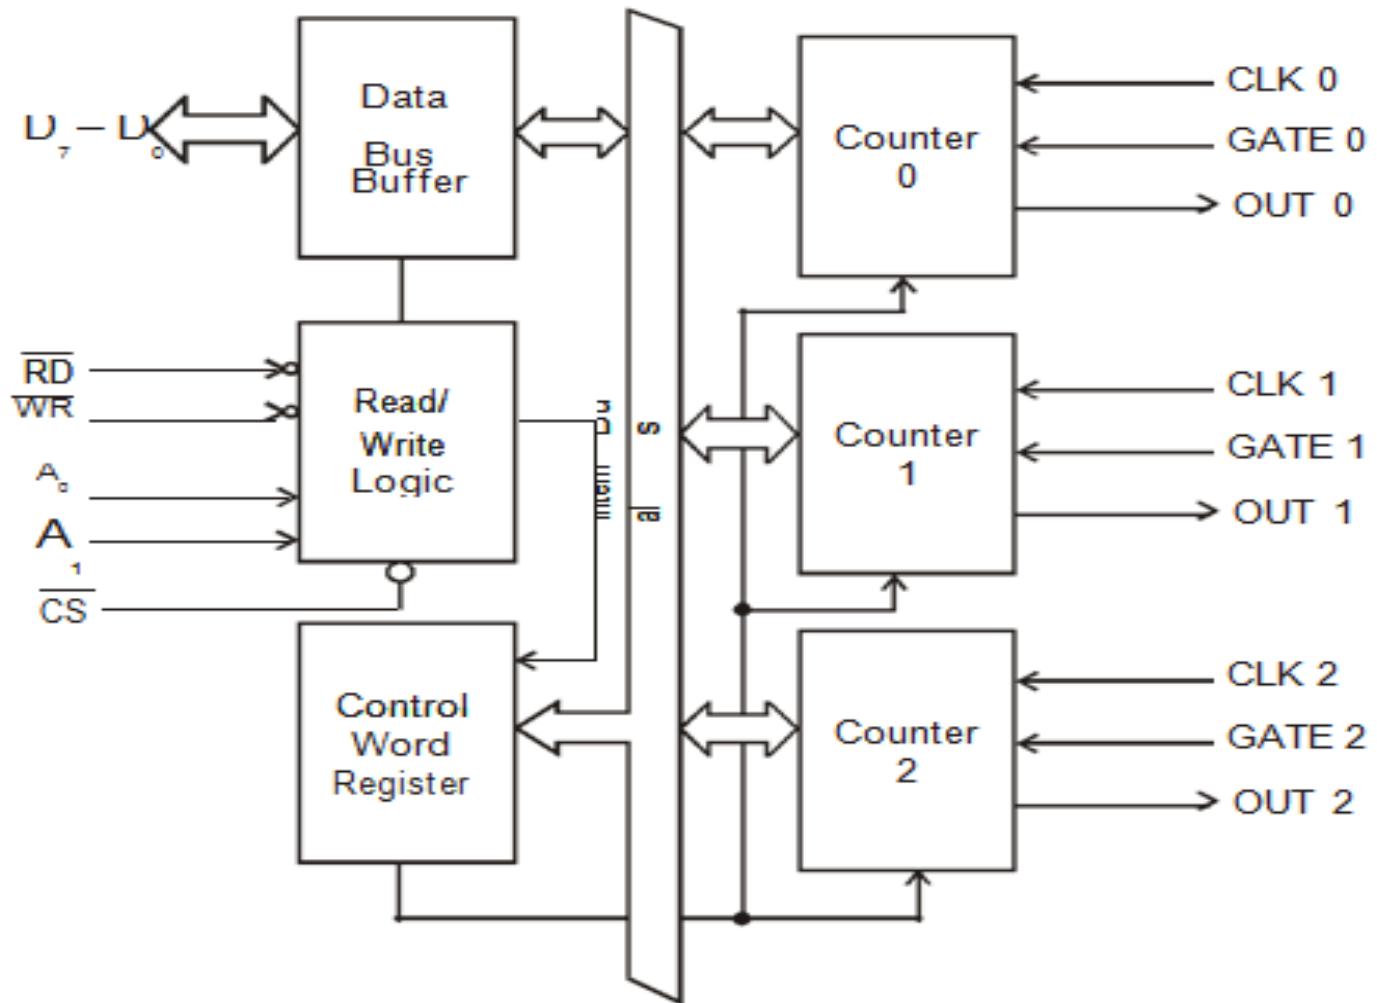 Data
Bus
Buffer
D7 – D0
Read/
Write
Logic
RD
WR
A0
A1
CS
Control
Word
Register
Counter
0
CLK 0
GATE 0
OUT 0
Counter
1
CLK 1
GATE 1
OUT 1
Counter
2
CLK 2
GATE 2
OUT 2